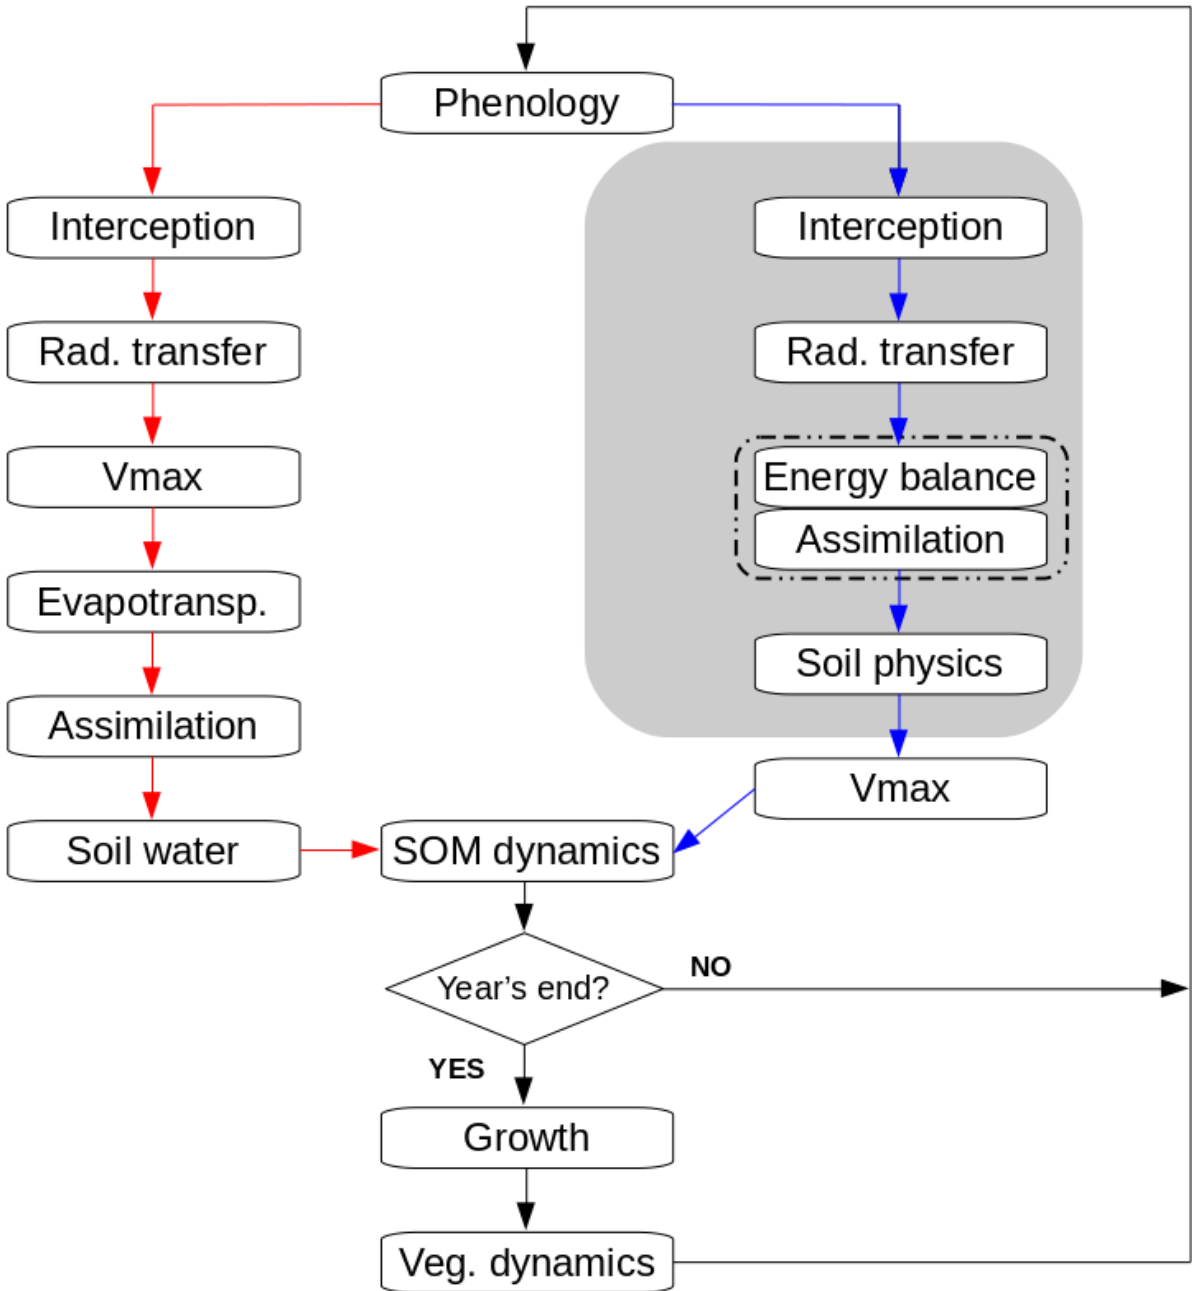 Phenology
Interception
Rad. transfer
Vmax
Evapotransp.
Assimilation
Soil water
Interception
Rad. transfer
Energy balance
Assimilation
Soil physics
Vmax
SOM dynamics
Year's end?
NO
YES
Growth
Veg. dynamics